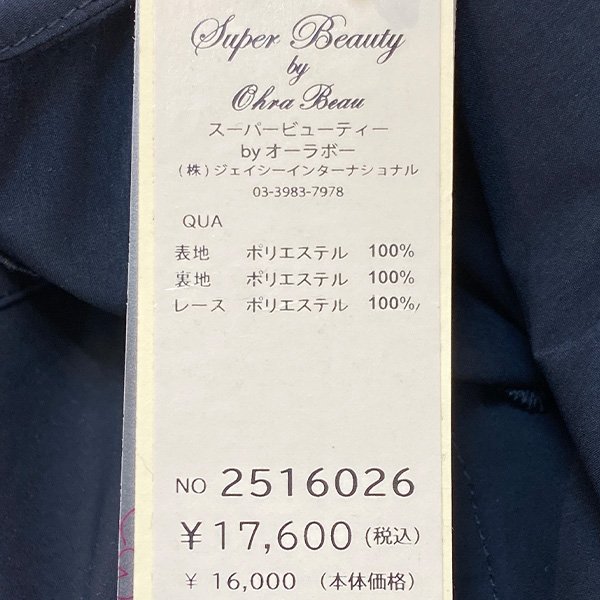 Super Beauty
by
Ohra Beau
スーパービューティー
by オーラボー
(株)ジェイシーインターナショナル
03-3983-7978
QUA
表地 ポリエステル 100%
裏地 ポリエステル 100%
レース ポリエステル 100%
NO 2516026
¥17,600 (税込)
¥ 16,000 (本体価格)